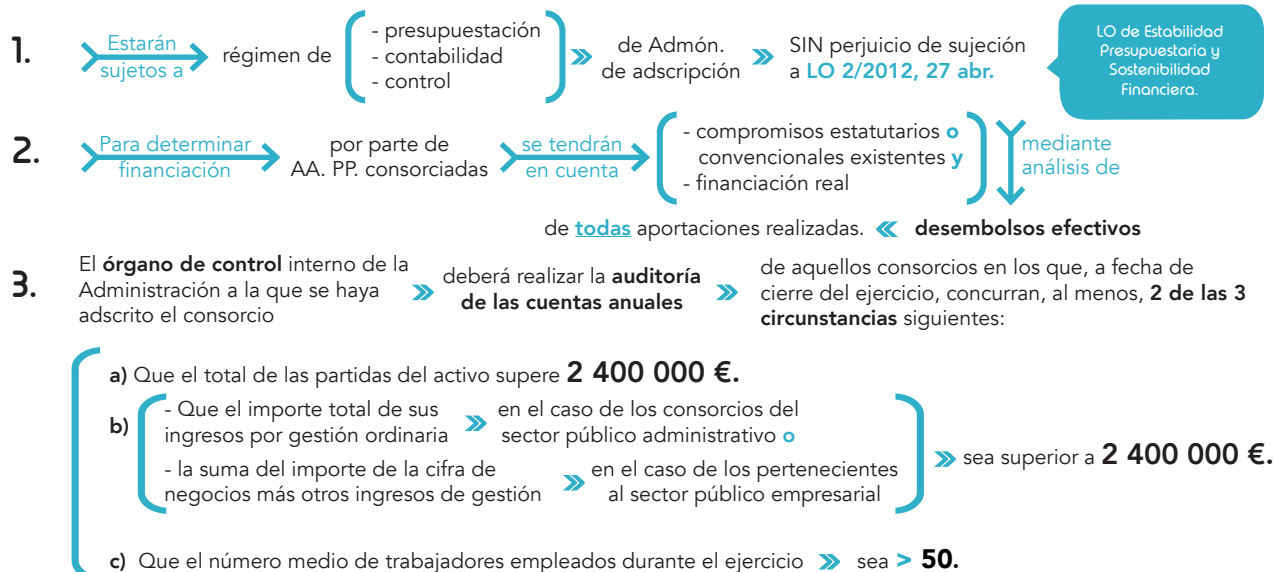 1.
Estarán
sujetos a
régimen de
- presupuestación
- contabilidad
- control
de Admón.
de adscripción
SIN perjuicio de sujeción
a LO 2/2012, 27 abr.
LO de Estabilidad
Presupuestaria y
Sostenibilidad
Financiera.
2.
Para determinar
financiación
por parte de
AA. PP. consorciadas
se tendrán
en cuenta
- compromisos estatutarios o
convencionales existentes y
- financiación real
mediante
análisis de
desembolsos efectivos
de todas aportaciones realizadas.
3.
El órgano de control interno de la
Administración a la que se haya
adscrito el consorcio
deberá realizar la auditoría
de las cuentas anuales
de aquellos consorcios en los que, a fecha de
cierre del ejercicio, concurran, al menos, 2 de las 3
circunstancias siguientes:
a) Que el total de las partidas del activo supere 2 400 000 €.
b)
- Que el importe total de sus
ingresos por gestión ordinaria
en el caso de los consorcios del
sector público administrativo o
- la suma del importe de la cifra de
negocios más otros ingresos de gestión
en el caso de los pertenecientes
al sector público empresarial
sea superior a 2 400 000 €.
c) Que el número medio de trabajadores empleados durante el ejercicio
sea > 50.